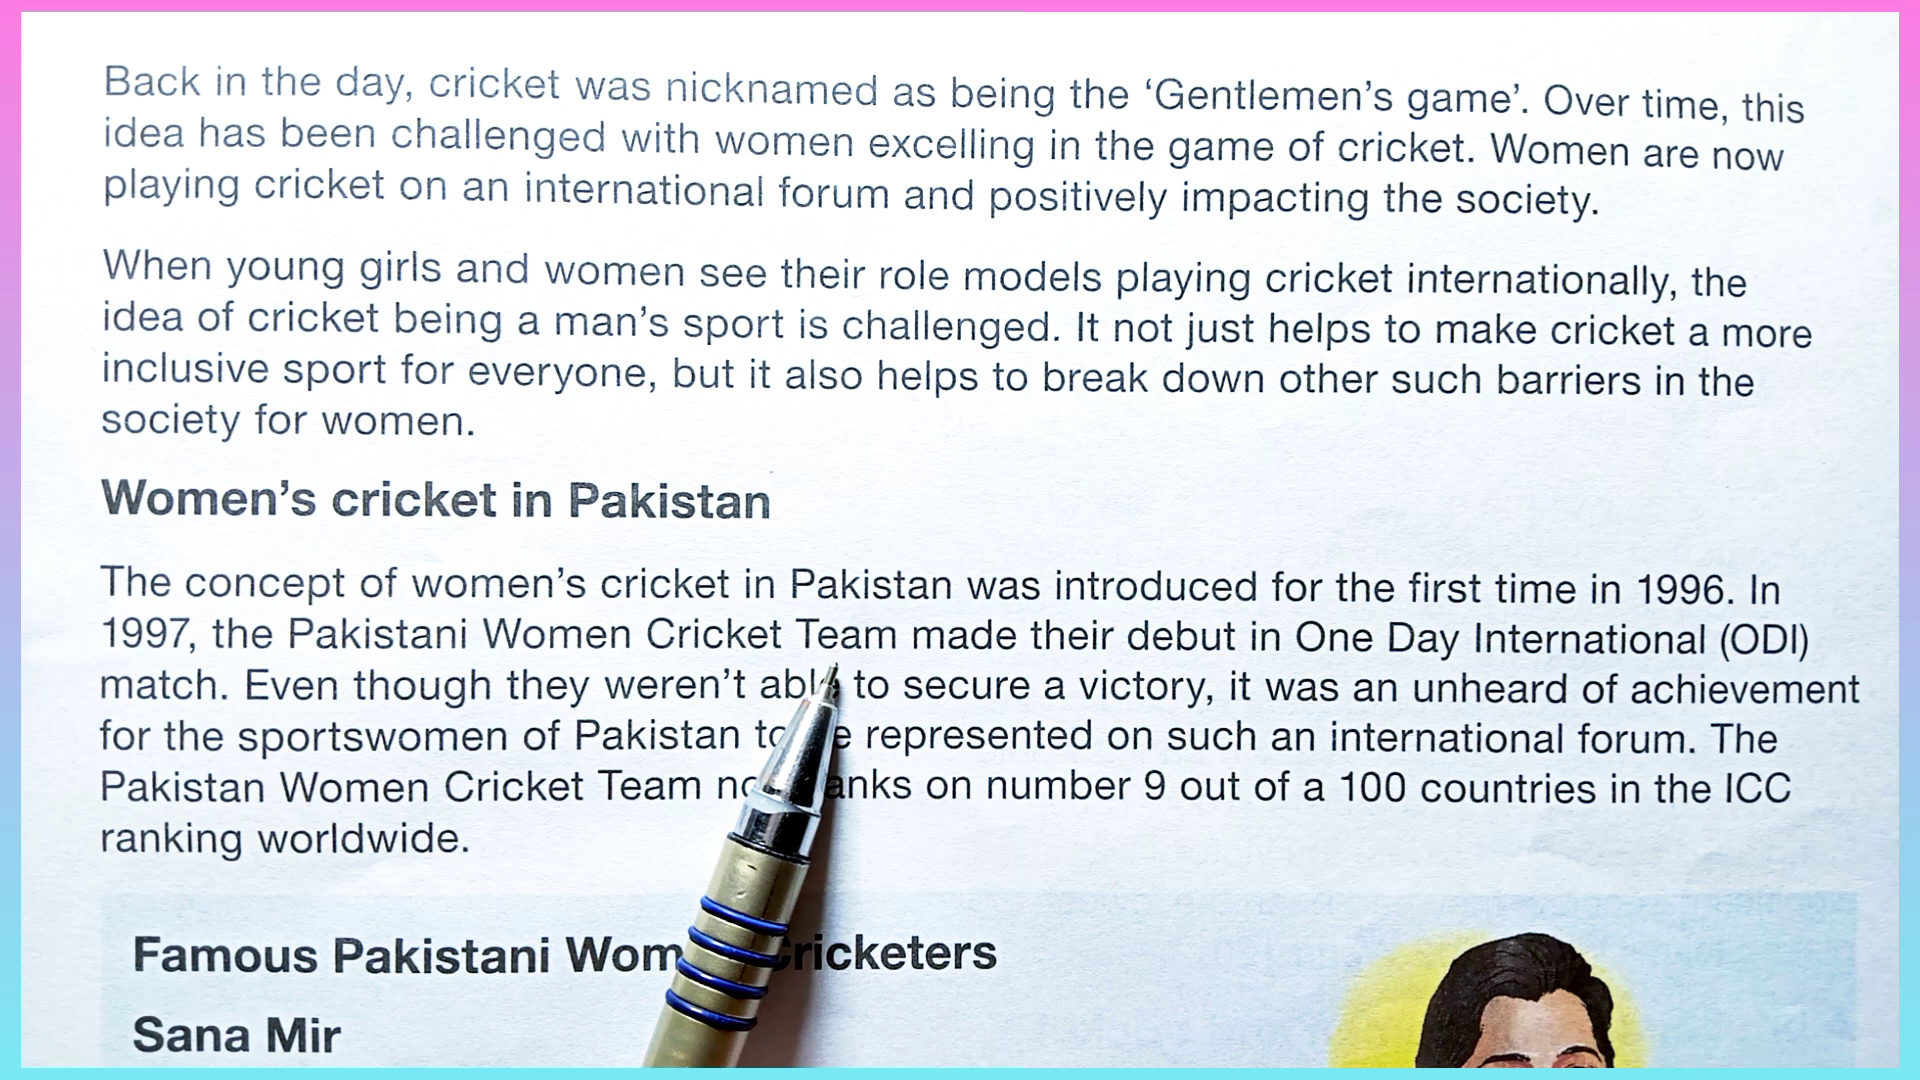 Back in the day, cricket was nicknamed as being the ‘Gentlemen’s game’. Over time, this
idea has been challenged with women excelling in the game of cricket. Women are now
playing cricket on an international forum and positively impacting the society.
When young girls and women see their role models playing cricket internationally, the
idea of cricket being a man’s sport is challenged. It not just helps to make cricket a more
inclusive sport for everyone, but it also helps to break down other such barriers in the
society for women.
Women’s cricket in Pakistan
The concept of women’s cricket in Pakistan was introduced for the first time in 1996. In
1997, the Pakistani Women Cricket Team made their debut in One Day International (ODI)
match. Even though they weren’t able to secure a victory, it was an unheard of achievement
for the sportswomen of Pakistan to represented on such an international forum. The
Pakistan Women Cricket Team on number 9 out of a 100 countries in the ICC
ranking worldwide.
Famous Pakistani Cricketers
Sana Mir